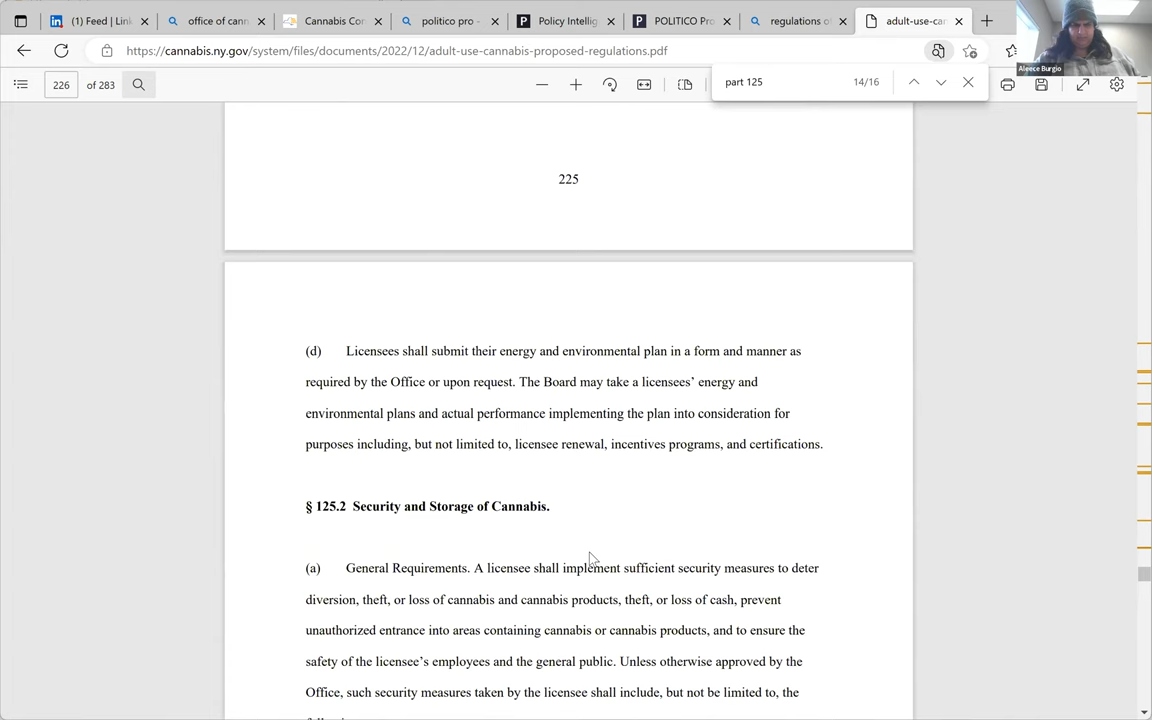 (1) Feed | Link
office of cann
Cannabis Con
politico pro -
Policy Intellig
POLITICO Pro
regulations o
adult-use-can
https://cannabis.ny.gov/system/files/documents/2022/12/adult-use-cannabis-proposed-regulations.pdf
Aleece Burgio
226 of 283
part 125 14/16
225
(d) Licensees shall submit their energy and environmental plan in a form and manner as
required by the Office or upon request. The Board may take a licensees’ energy and
environmental plans and actual performance implementing the plan into consideration for
purposes including, but not limited to, licensee renewal, incentives programs, and certifications.
§ 125.2 Security and Storage of Cannabis.
(a) General Requirements. A licensee shall implement sufficient security measures to deter
diversion, theft, or loss of cannabis and cannabis products, theft, or loss of cash, prevent
unauthorized entrance into areas containing cannabis or cannabis products, and to ensure the
safety of the licensee’s employees and the general public. Unless otherwise approved by the
Office, such security measures taken by the licensee shall include, but not be limited to, the